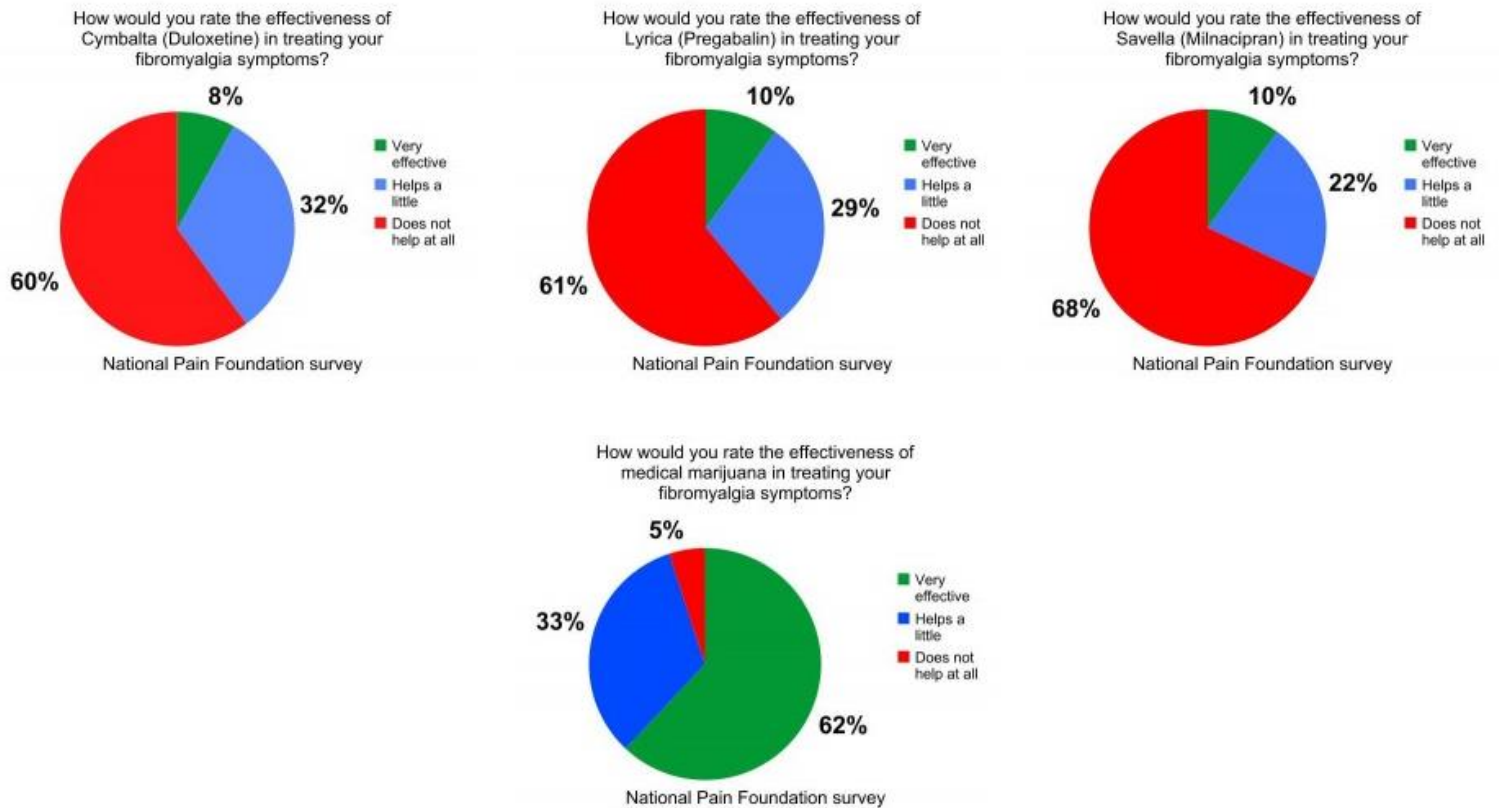 How would you rate the effectiveness of
Cymbalta (Duloxetine) in treating your
fibromyalgia symptoms?
8%
32%
60%
Very
effective
Helps a
little
Does not
help at all
National Pain Foundation survey
How would you rate the effectiveness of
Lyrica (Pregabalin) in treating your
fibromyalgia symptoms?
10%
29%
61%
Very
effective
Helps a
little
Does not
help at all
National Pain Foundation survey
How would you rate the effectiveness of
Savella (Milnacipran) in treating your
fibromyalgia symptoms?
10%
22%
68%
Very
effective
Helps a
little
Does not
help at all
National Pain Foundation survey
How would you rate the effectiveness of
medical marijuana in treating your
fibromyalgia symptoms?
5%
33%
62%
Very
effective
Helps a
little
Does not
help at all
National Pain Foundation survey